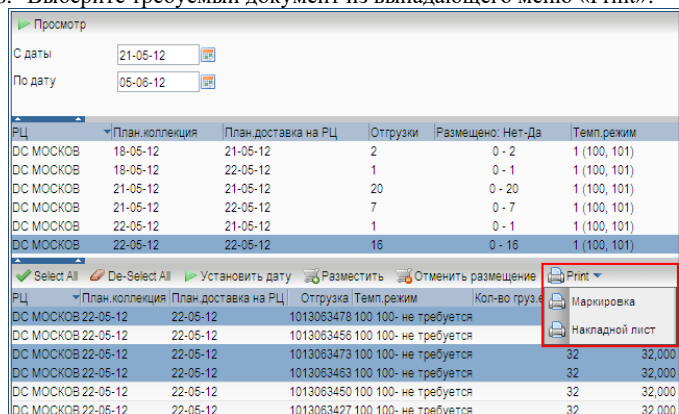 Выберите требуемый документ из выпадающего меню «Print».
Просмотр
С даты 21-05-12
По дату 05-06-12
РЦ План.коллекция План.доставка на РЦ Отгрузки Размещено: Нет-Да Темп.режим
DC МОСКОВ 18-05-12 21-05-12 2 0 - 2 1 (100, 101)
DC МОСКОВ 18-05-12 22-05-12 1 0 - 1 1 (100, 101)
DC МОСКОВ 21-05-12 21-05-12 20 0 - 20 1 (100, 101)
DC МОСКОВ 21-05-12 22-05-12 7 0 - 7 1 (100, 101)
DC МОСКОВ 22-05-12 21-05-12 1 0 - 1 1 (100, 101)
DC МОСКОВ 22-05-12 22-05-12 16 0 - 16 1 (100, 101)
Select All De-Select All Установить дату Разместить Отменить размещение Print
РЦ План.коллекция План.доставка на РЦ Отгрузка Темп.режим Кол-во груз.е
Маркировка
Накладной лист
DC МОСКОВ 22-05-12 22-05-12 1013063478 100 100- не требуется
DC МОСКОВ 22-05-12 22-05-12 1013063456 100 100- не требуется
DC МОСКОВ 22-05-12 22-05-12 1013063473 100 100- не требуется 32 32,000
DC МОСКОВ 22-05-12 22-05-12 1013063463 100 100- не требуется 32 32,000
DC МОСКОВ 22-05-12 22-05-12 1013063450 100 100- не требуется 32 32,000
DC МОСКОВ 22-05-12 22-05-12 1013063427 100 100- не требуется 32 32,000